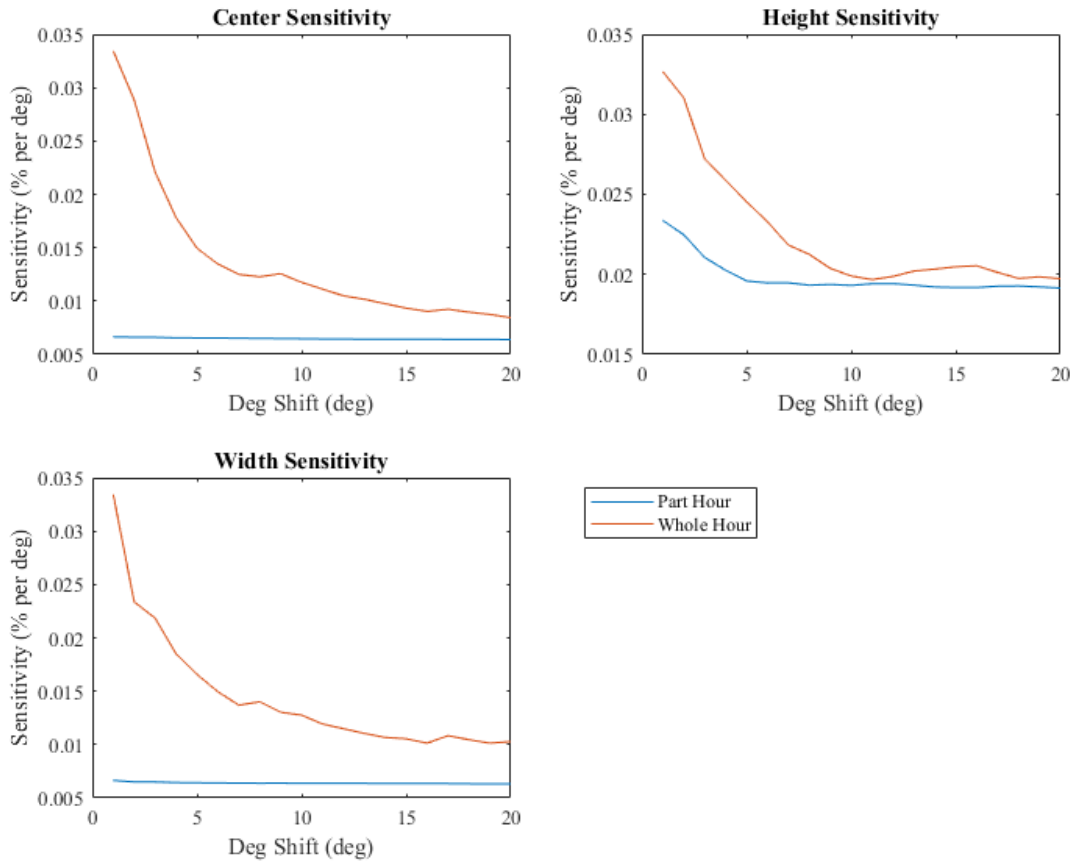 Center Sensitivity
Sensitivity (% per deg)
0.035
0.03
0.025
0.02
0.015
0.01
0.005
0 5 10 15 20
Deg Shift (deg)
Height Sensitivity
Sensitivity (% per deg)
0.035
0.03
0.025
0.02
0.015
0 5 10 15 20
Deg Shift (deg)
Width Sensitivity
Sensitivity (% per deg)
0.035
0.03
0.025
0.02
0.015
0.01
0.005
0 5 10 15 20
Deg Shift (deg)
Part Hour
Whole Hour